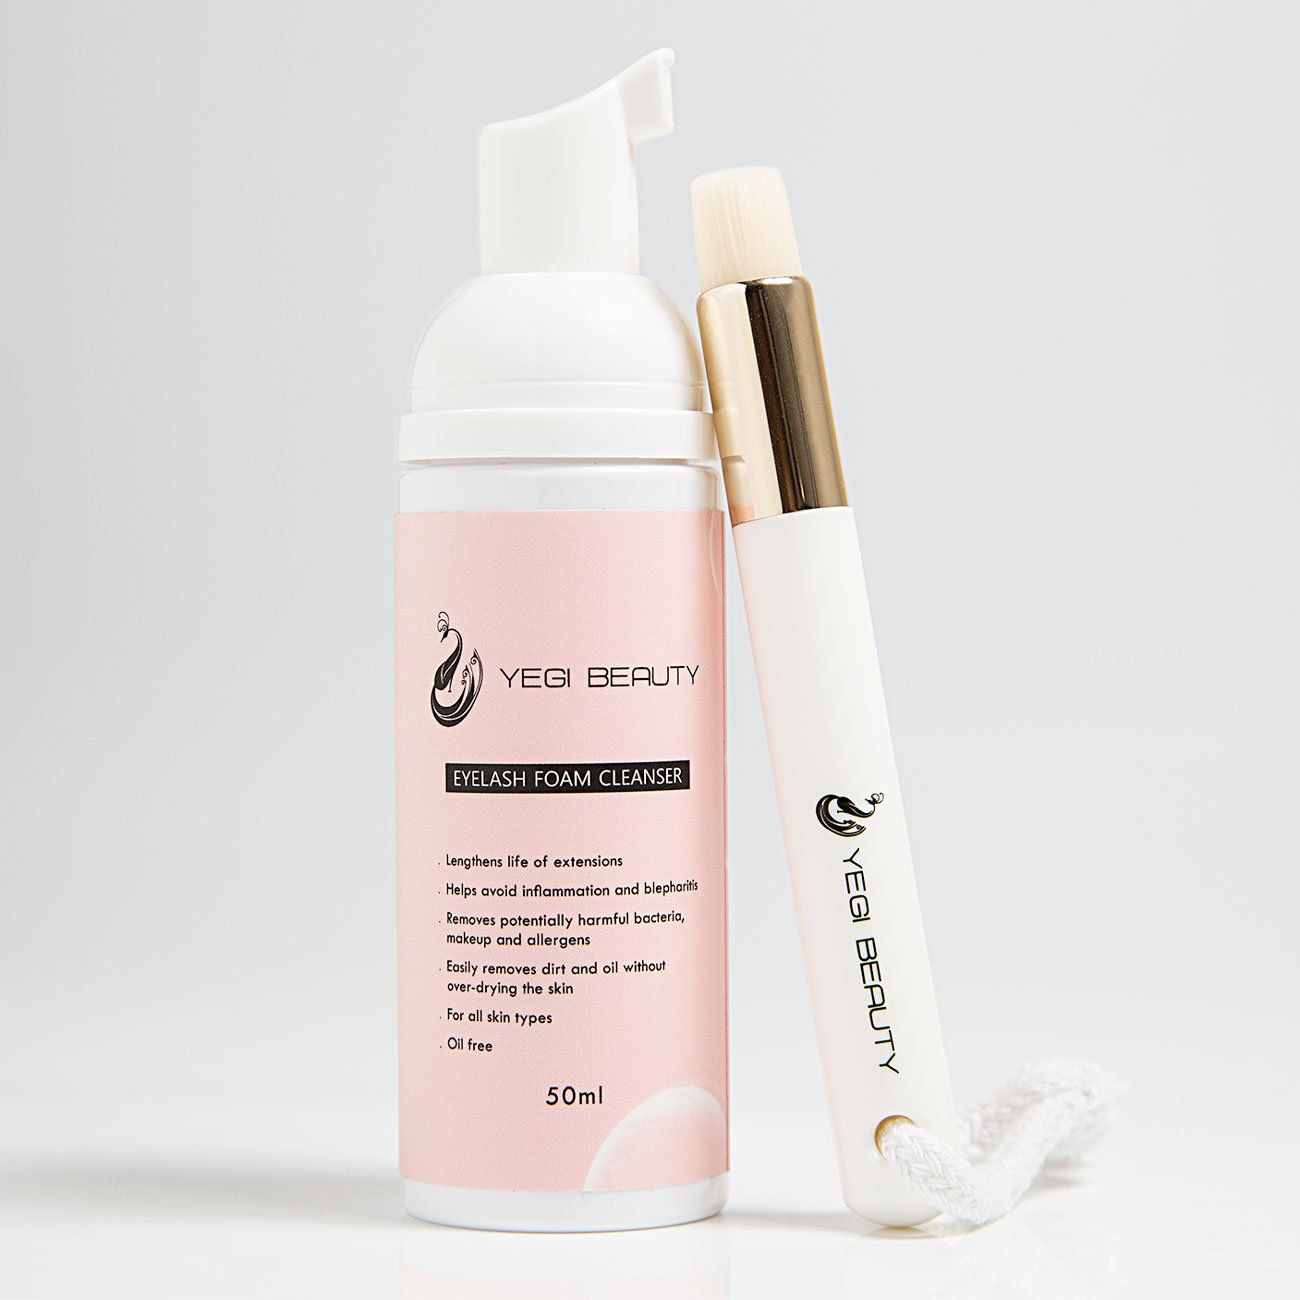 YEGI BEAUTY
EYELASH FOAM CLEANSER
. Lengthens life of extensions
. Helps avoid inflammation and blepharitis
. Removes potentially harmful bacteria,
makeup and allergens
. Easily removes dirt and oil without
over-drying the skin
. For all skin types
. Oil free
50ml
YEGI BEAUTY